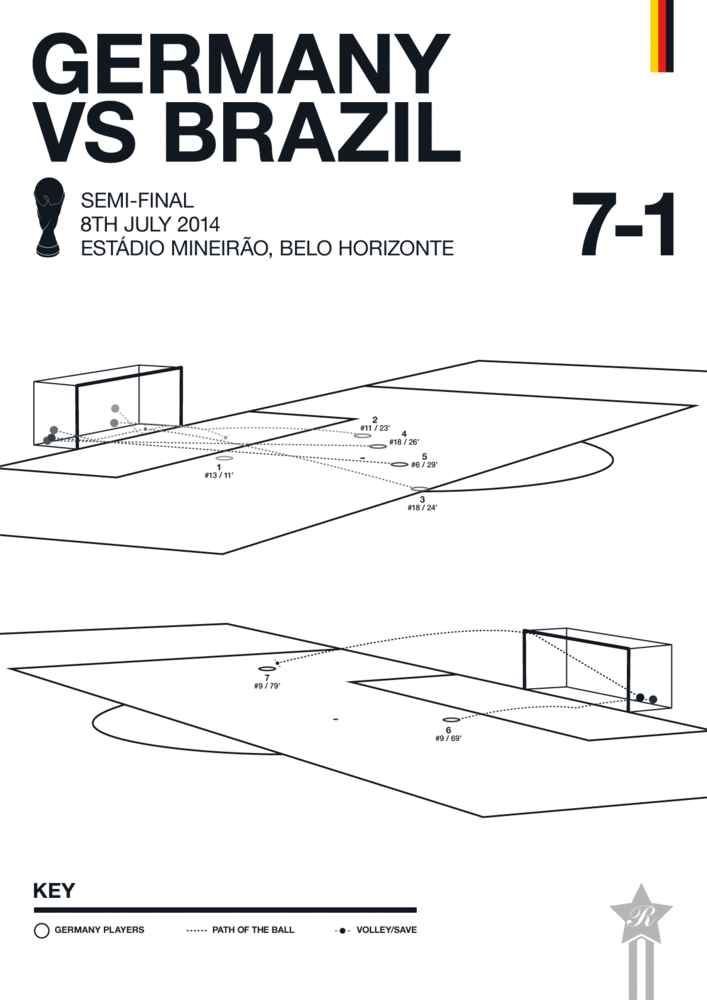 GERMANY
VS BRAZIL
SEMI-FINAL
8TH JULY 2014
ESTÁDIO MINEIRÃO, BELO HORIZONTE
7-1
2
#11 / 23'
4
#18 / 26'
5
#6 / 29'
1
#13 / 11'
3
#18 / 24'
7
#9 / 79'
6
#9 / 69'
KEY
GERMANY PLAYERS
PATH OF THE BALL
VOLLEY/SAVE
R